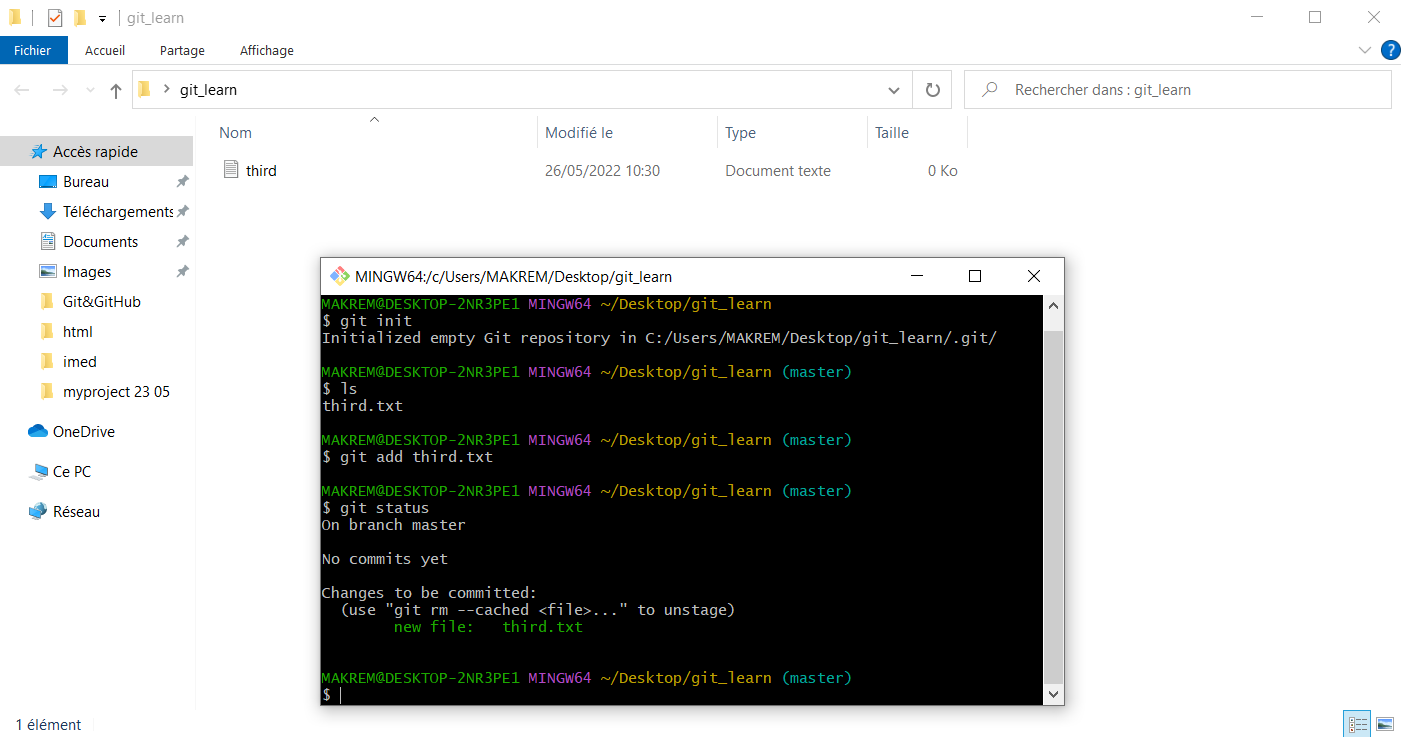 git_learn
Fichier Accueil Partage Affichage
git_learn
Rechercher dans : git_learn
Nom Modifié le Type Taille
third 26/05/2022 10:30 Document texte 0 Ko
Accès rapide
Bureau
Téléchargements
Documents
Images
Git&GitHub
html
imed
myproject 23 05
OneDrive
Ce PC
Réseau
MINGW64:/c/Users/MAKREM/Desktop/git_learn
MAKREM@DESKTOP-2NR3PE1 MINGW64 ~/Desktop/git_learn
$ git init
Initialized empty Git repository in C:/Users/MAKREM/Desktop/git_learn/.git/
MAKREM@DESKTOP-2NR3PE1 MINGW64 ~/Desktop/git_learn (master)
$ ls
third.txt
MAKREM@DESKTOP-2NR3PE1 MINGW64 ~/Desktop/git_learn (master)
$ git add third.txt
MAKREM@DESKTOP-2NR3PE1 MINGW64 ~/Desktop/git_learn (master)
$ git status
On branch master
No commits yet
Changes to be committed:
(use "git rm --cached <file>..." to unstage)
new file: third.txt
MAKREM@DESKTOP-2NR3PE1 MINGW64 ~/Desktop/git_learn (master)
$
1 élément